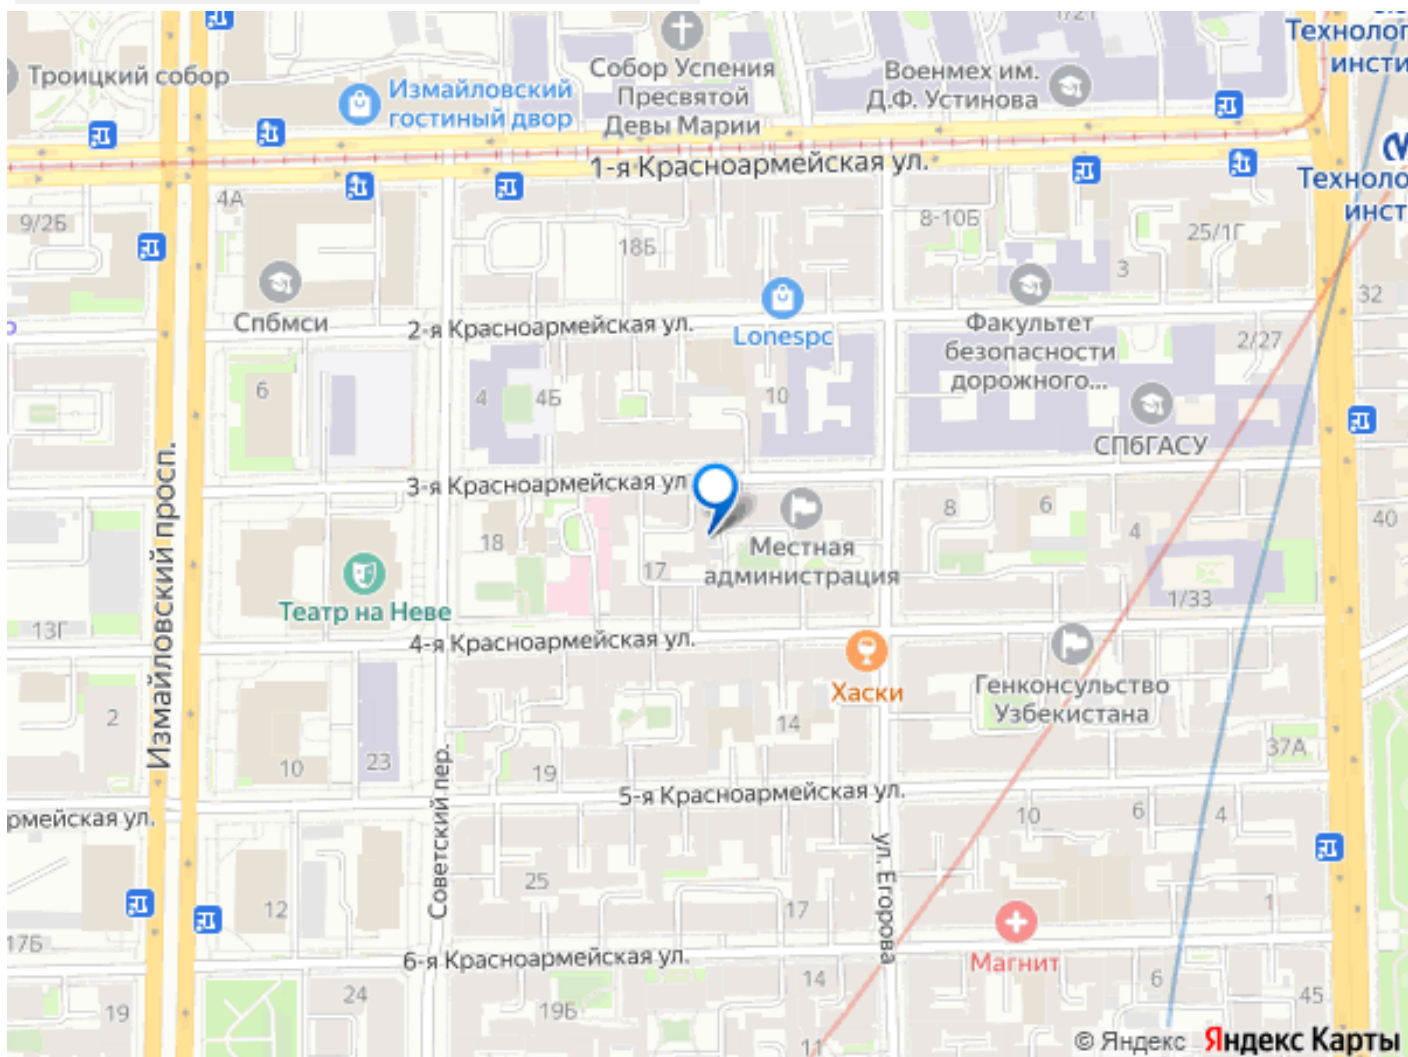 1/21
Технолог
инсти
Троицкий собор
Собор Успения
Пресвятой
Девы Марии
Военмех им.
Д.Ф. Устинова
Измайловский
гостиный двор
1-я Красноармейская ул.
Техноло
инст
4А
9/2Б
18Б
8-10Б
25/1Г
3
32
Спбмси
2-я Красноармейская ул.
Lonespc
Факультет
безопасности
дорожного...
2/27
6
4
4Б
10
СПбГАСУ
3-я Красноармейская ул
Измайловский просп.
18
17
Местная
администрация
8
6
4
40
Театр на Неве
1/33
13Г
4-я Красноармейская ул.
Хаски
Генконсульство
Узбекистана
2
14
10
23
19
37А
Советский пер.
5-я Красноармейская ул.
рмейская ул.
10
6
4
ул. Егорова
25
12
17
1
17Б
6-я Красноармейская ул.
Магнит
24
14
6
45
19
19Б
11
© Яндекс Яндекс Карты